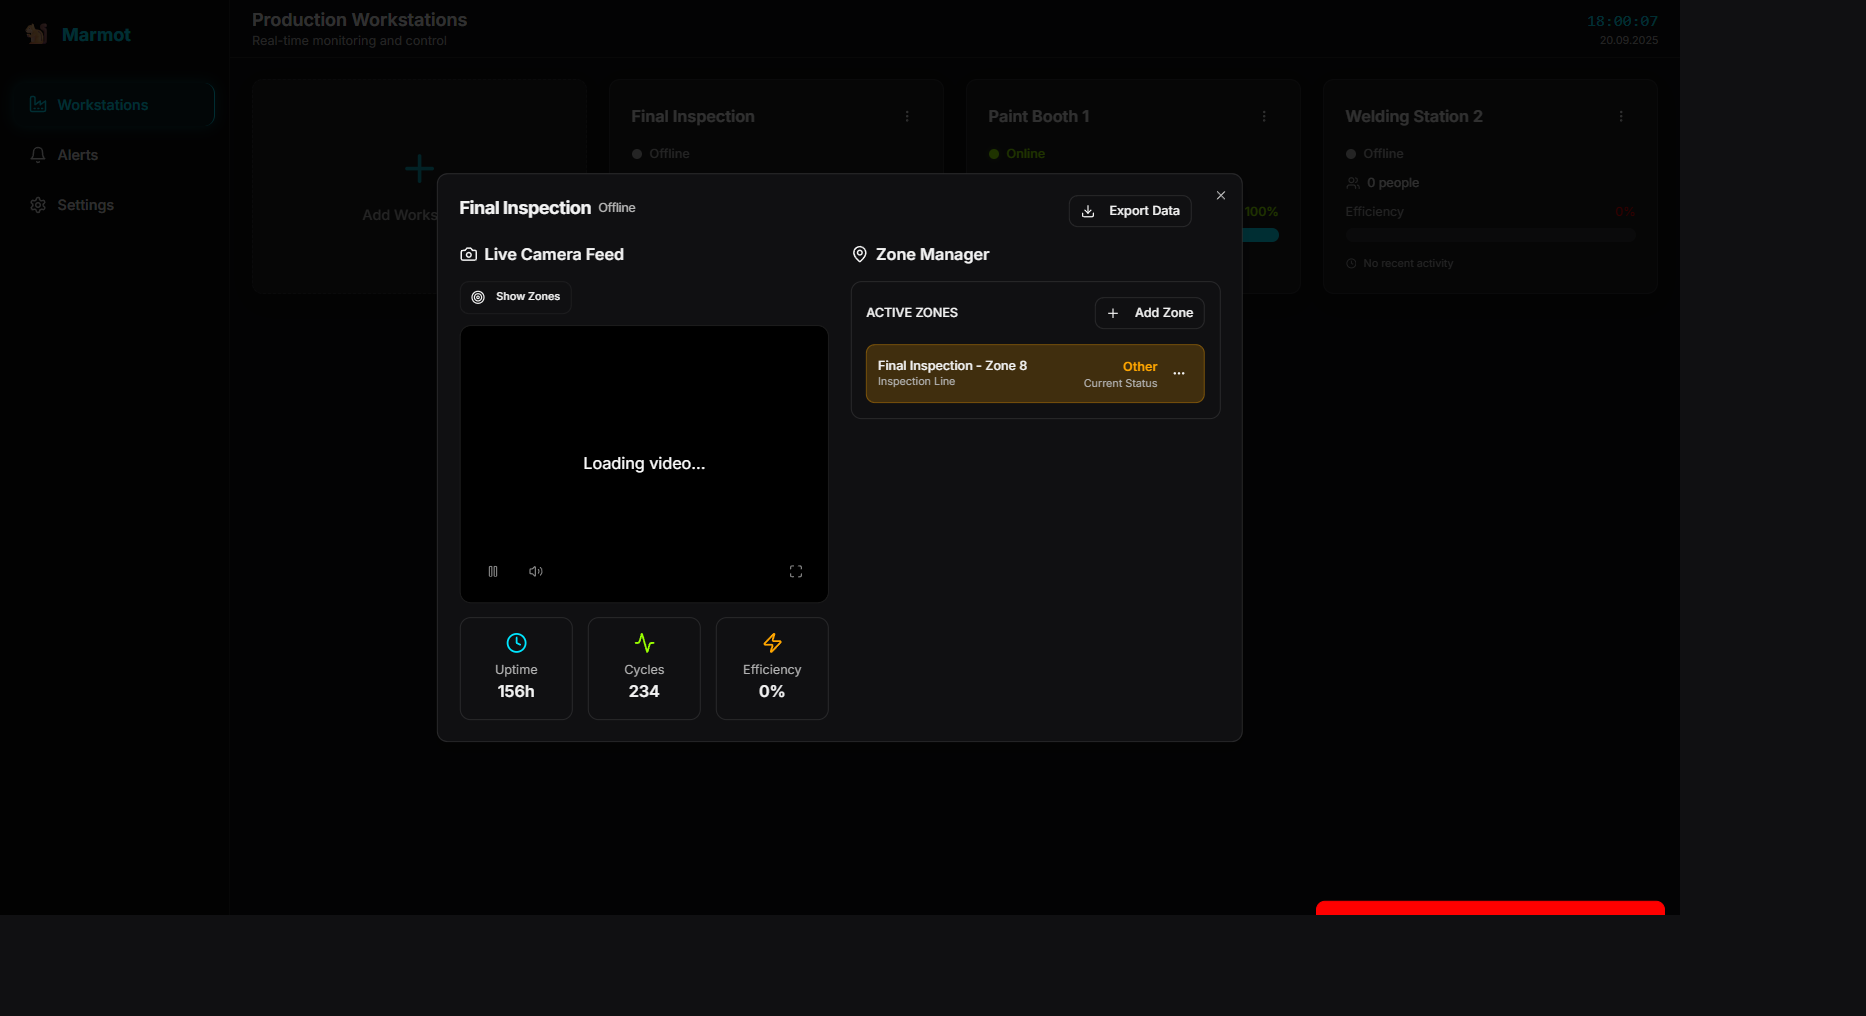 Marmot
Workstations
Alerts
Settings
Production Workstations
Real-time monitoring and control
18:00:07
20.09.2025
Add Works
Final Inspection
Offline
Paint Booth 1
Online
100%
Welding Station 2
Offline
0 people
Efficiency
0%
No recent activity
Final Inspection Offline
Export Data
Live Camera Feed
Show Zones
Loading video...
Uptime
156h
Cycles
234
Efficiency
0%
Zone Manager
ACTIVE ZONES
Add Zone
Final Inspection - Zone 8
Inspection Line
Other
Current Status